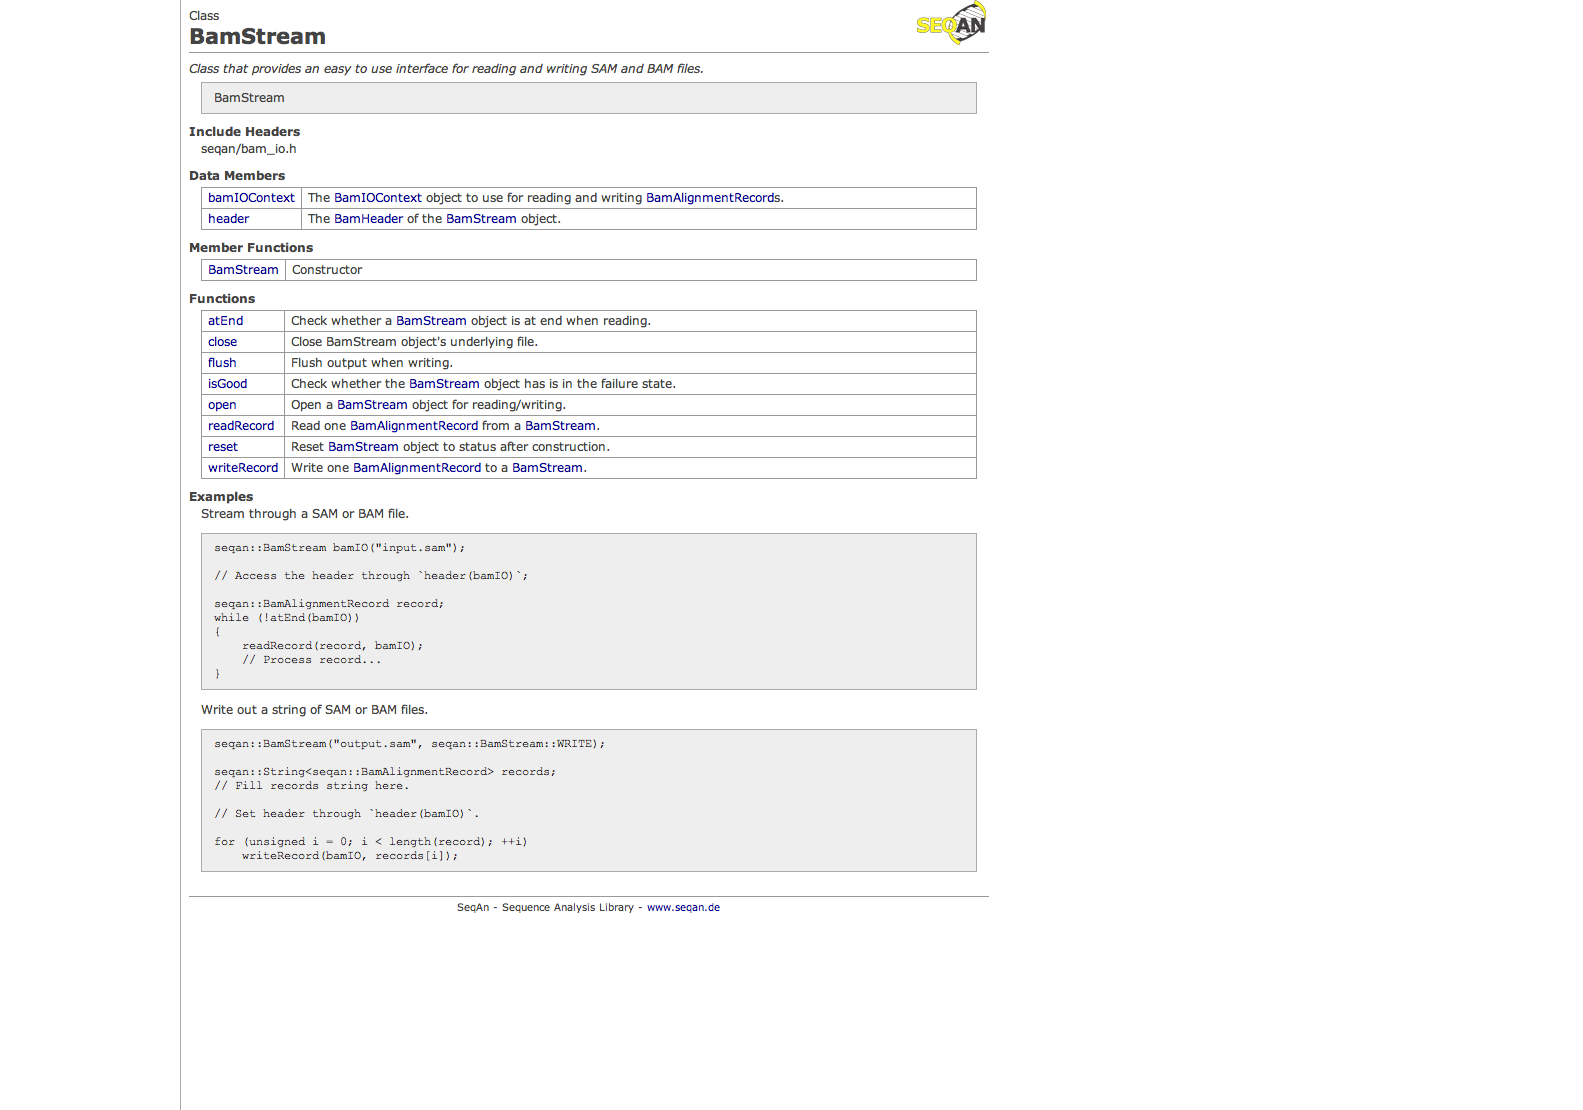 Class
BamStream
SEQAN
Class that provides an easy to use interface for reading and writing SAM and BAM files.
BamStream
Include Headers
seqan/bam_io.h
Data Members
bamIOContext The BamIOContext object to use for reading and writing BamAlignmentRecords.
header The BamHeader of the BamStream object.
Member Functions
BamStream Constructor
Functions
atEnd Check whether a BamStream object is at end when reading.
close Close BamStream object's underlying file.
flush Flush output when writing.
isGood Check whether the BamStream object has is in the failure state.
open Open a BamStream object for reading/writing.
readRecord Read one BamAlignmentRecord from a BamStream.
reset Reset BamStream object to status after construction.
writeRecord Write one BamAlignmentRecord to a BamStream.
Examples
Stream through a SAM or BAM file.
seqan::BamStream bamIO("input.sam");
// Access the header through `header(bamIO)`;
seqan::BamAlignmentRecord record;
while (!atEnd(bamIO))
{
    readRecord(record, bamIO);
    // Process record...
}
Write out a string of SAM or BAM files.
seqan::BamStream("output.sam", seqan::BamStream::WRITE);
seqan::String<seqan::BamAlignmentRecord> records;
// Fill records string here.
// Set header through `header(bamIO)`.
for (unsigned i = 0; i < length(record); ++i)
    writeRecord(bamIO, records[i]);
SeqAn - Sequence Analysis Library - www.seqan.de